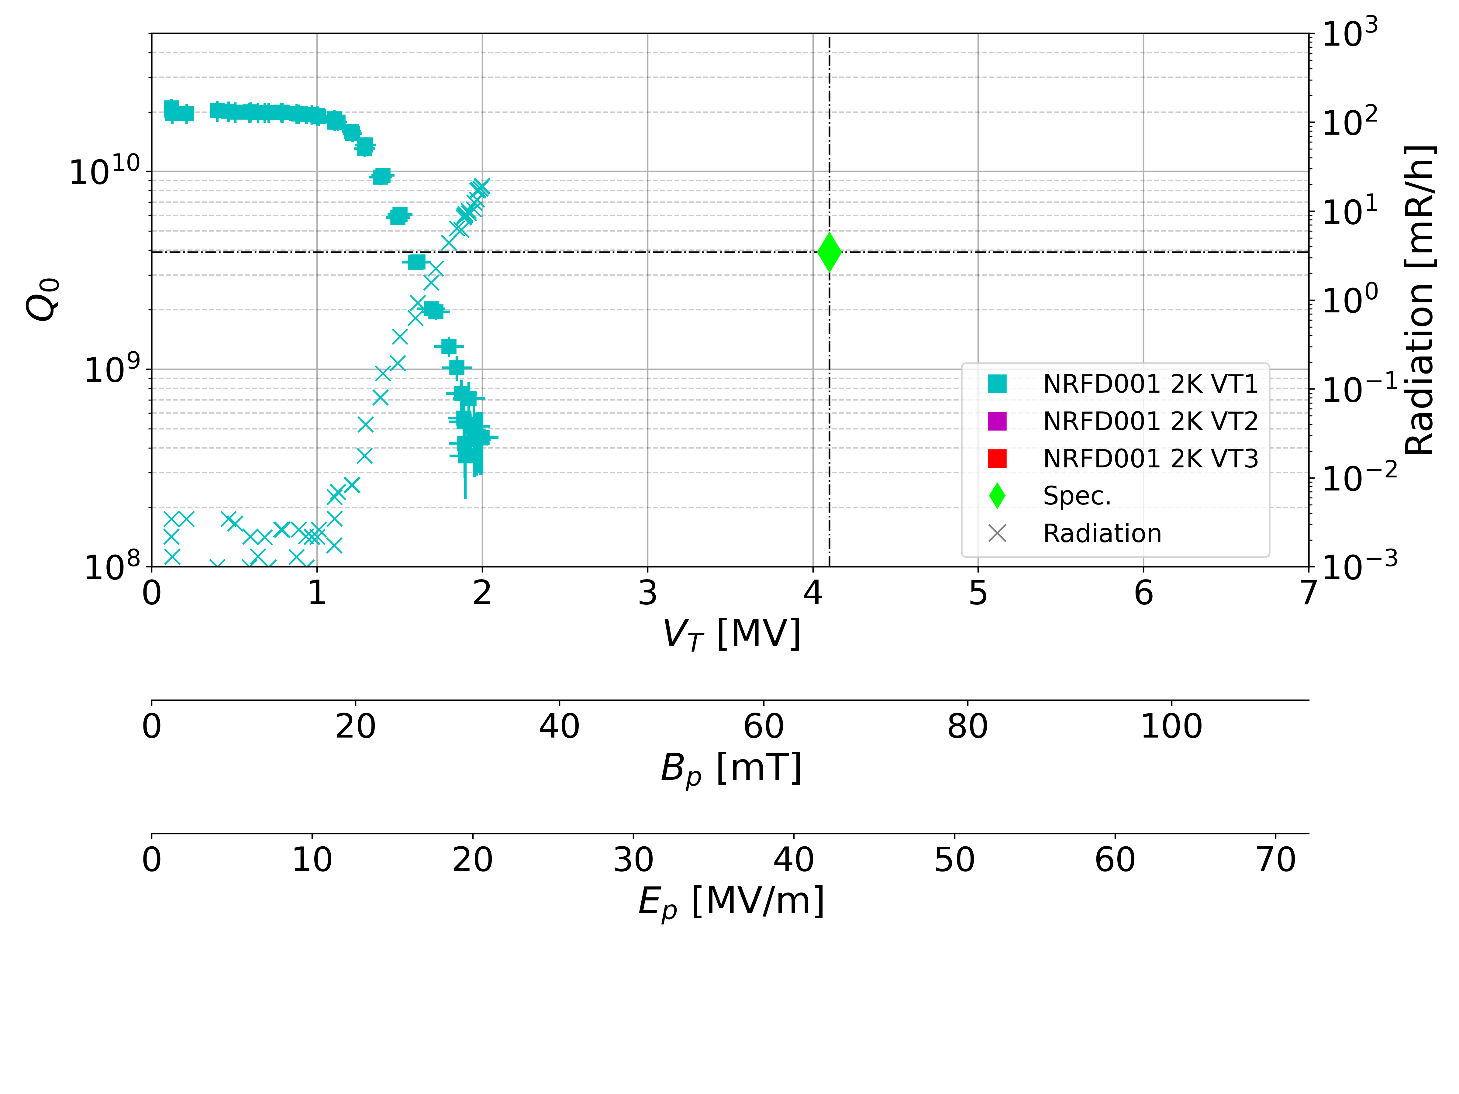 10^3
10^2
10^1
10^0
10^-1
10^-2
10^-3
Radiation [mR/h]
10^10
10^9
10^8
Q_0
NRFD001 2K VT1
NRFD001 2K VT2
NRFD001 2K VT3
Spec.
Radiation
0 1 2 3 4 5 6 7
V_T [MV]
0 20 40 60 80 100
B_p [mT]
0 10 20 30 40 50 60 70
E_p [MV/m]